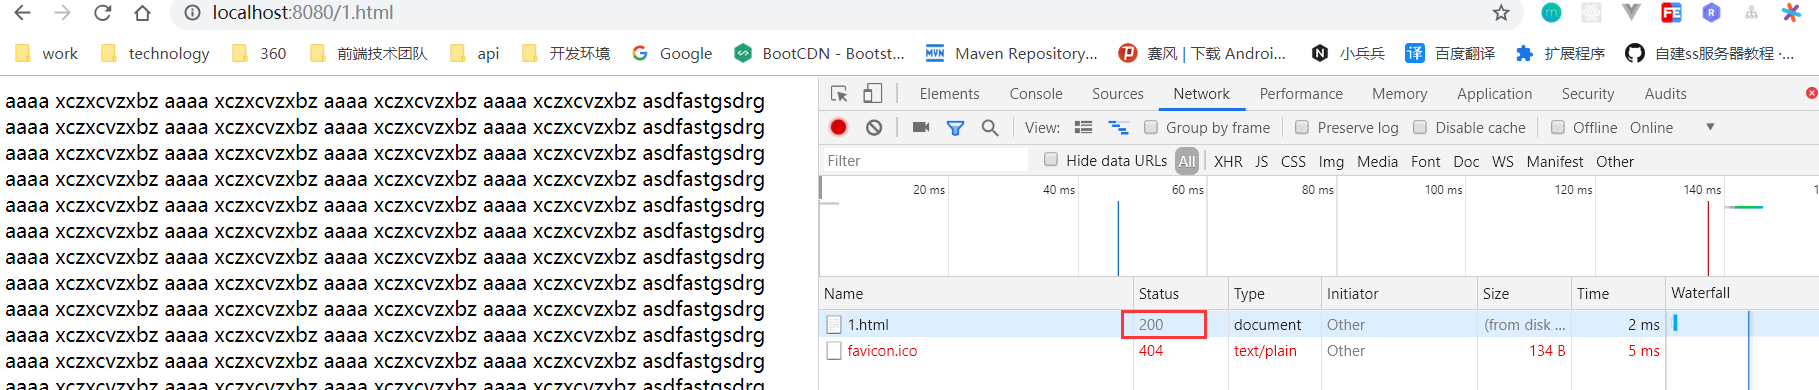 localhost:8080/1.html
work technology 360 前端技术团队 api 开发环境 Google BootCDN - Bootst... MVN Maven Repository... 赛风 | 下载 Androi... 小兵兵 译 百度翻译 扩展程序 自建ss服务器教程 ·...
aaaa xczxcvzxbz aaaa xczxcvzxbz aaaa xczxcvzxbz aaaa xczxcvzxbz asdfastgsdrg
aaaa xczxcvzxbz aaaa xczxcvzxbz aaaa xczxcvzxbz aaaa xczxcvzxbz asdfastgsdrg
aaaa xczxcvzxbz aaaa xczxcvzxbz aaaa xczxcvzxbz aaaa xczxcvzxbz asdfastgsdrg
aaaa xczxcvzxbz aaaa xczxcvzxbz aaaa xczxcvzxbz aaaa xczxcvzxbz asdfastgsdrg
aaaa xczxcvzxbz aaaa xczxcvzxbz aaaa xczxcvzxbz aaaa xczxcvzxbz asdfastgsdrg
aaaa xczxcvzxbz aaaa xczxcvzxbz aaaa xczxcvzxbz aaaa xczxcvzxbz asdfastgsdrg
aaaa xczxcvzxbz aaaa xczxcvzxbz aaaa xczxcvzxbz aaaa xczxcvzxbz asdfastgsdrg
aaaa xczxcvzxbz aaaa xczxcvzxbz aaaa xczxcvzxbz aaaa xczxcvzxbz asdfastgsdrg
aaaa xczxcvzxbz aaaa xczxcvzxbz aaaa xczxcvzxbz aaaa xczxcvzxbz asdfastgsdrg
aaaa xczxcvzxbz aaaa xczxcvzxbz aaaa xczxcvzxbz aaaa xczxcvzxbz asdfastgsdrg
aaaa xczxcvzxbz aaaa xczxcvzxbz aaaa xczxcvzxbz aaaa xczxcvzxbz asdfastgsdrg
aaaa xczxcvzxbz aaaa xczxcvzxbz aaaa xczxcvzxbz aaaa xczxcvzxbz asdfastgsdrg
Elements Console Sources Network Performance Memory Application Security Audits
View: Group by frame Preserve log Disable cache Offline Online
Filter Hide data URLs All XHR JS CSS Img Media Font Doc WS Manifest Other
20 ms 40 ms 60 ms 80 ms 100 ms 120 ms 140 ms
Name Status Type Initiator Size Time Waterfall
1.html 200 document Other (from disk ... 2 ms
favicon.ico 404 text/plain Other 134 B 5 ms